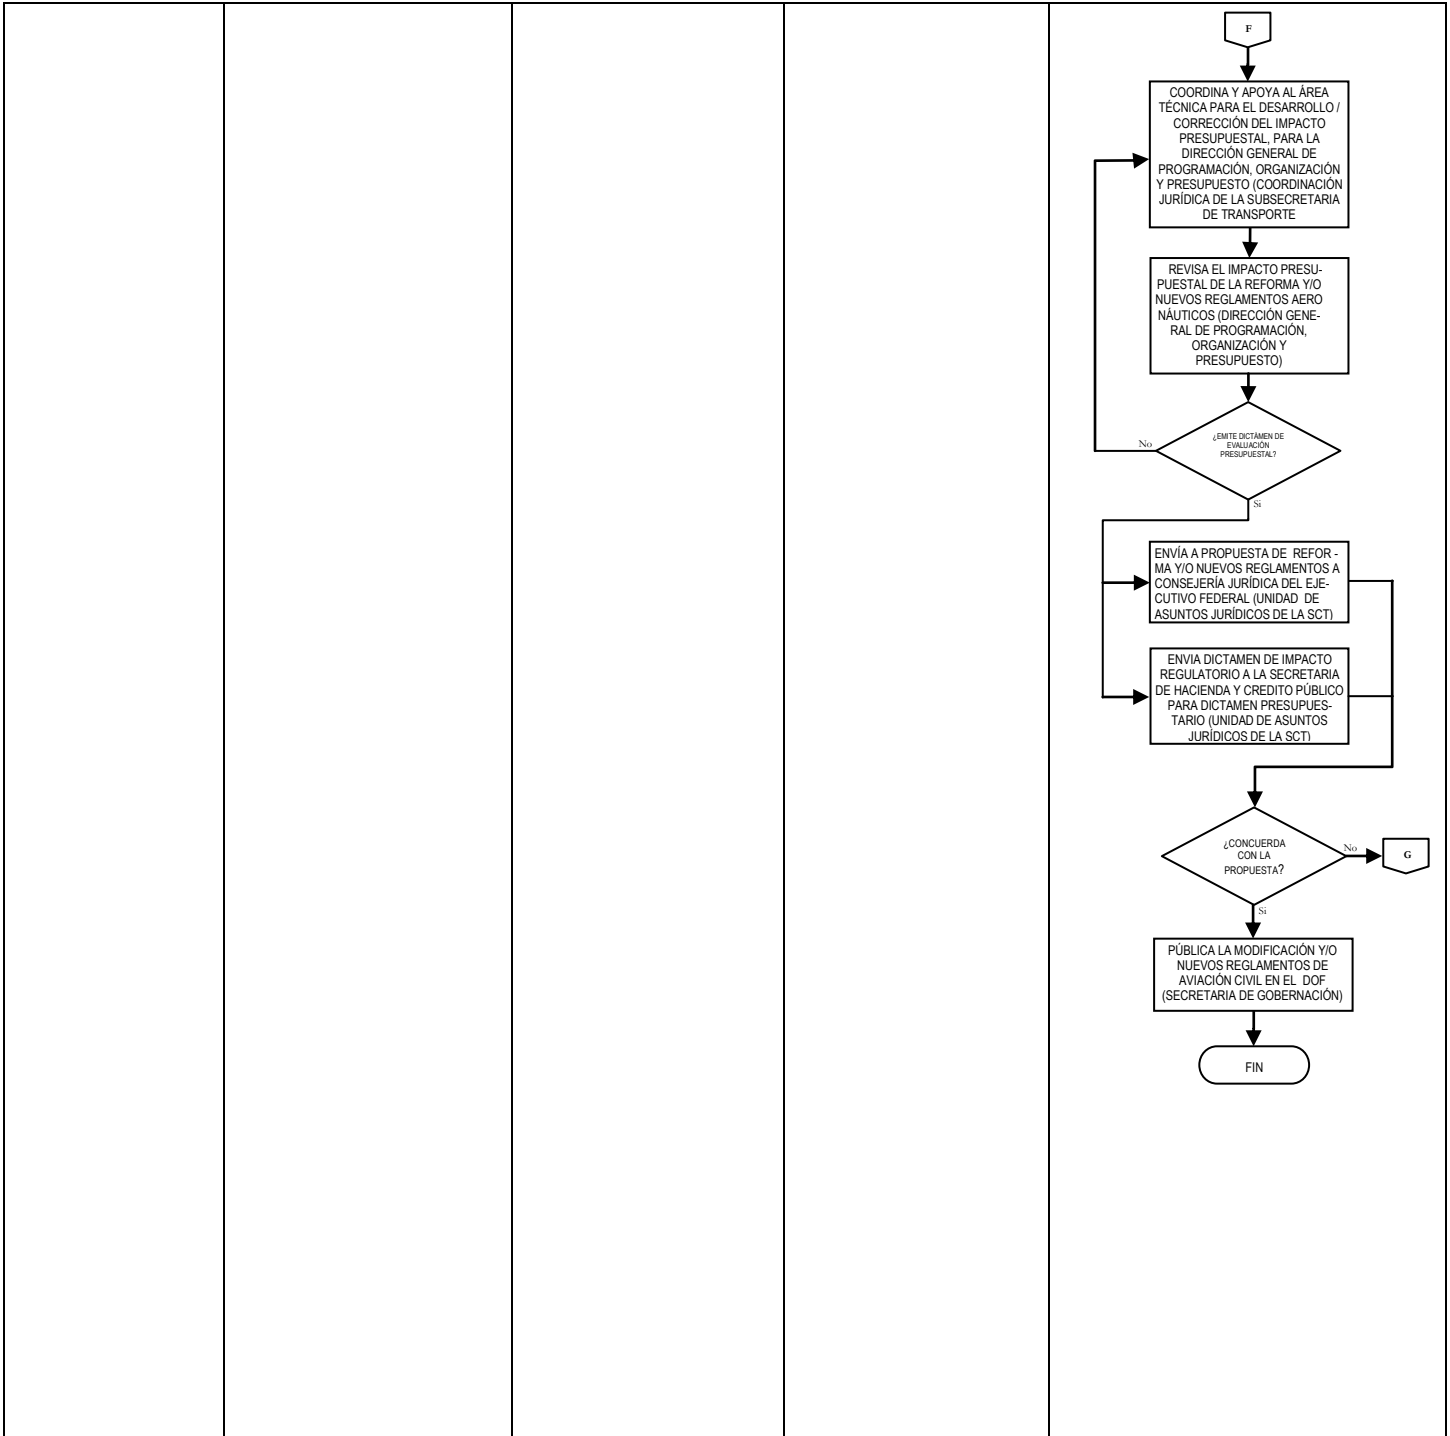 F
COORDINA Y APOYA AL ÁREA
TÉCNICA PARA EL DESARROLLO /
CORRECCIÓN DEL IMPACTO
PRESUPUESTAL, PARA LA
DIRECCIÓN GENERAL DE
PROGRAMACIÓN, ORGANIZACIÓN
Y PRESUPUESTO (COORDINACIÓN
JURÍDICA DE LA SUBSECRETARIA
DE TRANSPORTE
REVISA EL IMPACTO PRESU-
PUESTAL DE LA REFORMA Y/O
NUEVOS REGLAMENTOS AERO
NÁUTICOS (DIRECCIÓN GENE-
RAL DE PROGRAMACIÓN,
ORGANIZACIÓN Y
PRESUPUESTO)
¿EMITE DICTÁMEN DE
EVALUACIÓN
PRESUPUESTAL?
No
Si
ENVÍA A PROPUESTA DE REFOR -
MA Y/O NUEVOS REGLAMENTOS A
CONSEJERÍA JURÍDICA DEL EJE-
CUTIVO FEDERAL (UNIDAD DE
ASUNTOS JURÍDICOS DE LA SCT)
ENVIA DICTAMEN DE IMPACTO
REGULATORIO A LA SECRETARIA
DE HACIENDA Y CREDITO PÚBLICO
PARA DICTAMEN PRESUPUES-
TARIO (UNIDAD DE ASUNTOS
JURÍDICOS DE LA SCT)
¿CONCUERDA
CON LA
PROPUESTA?
No
G
Si
PÚBLICA LA MODIFICACIÓN Y/O
NUEVOS REGLAMENTOS DE
AVIACIÓN CIVIL EN EL DOF
(SECRETARIA DE GOBERNACIÓN)
FIN